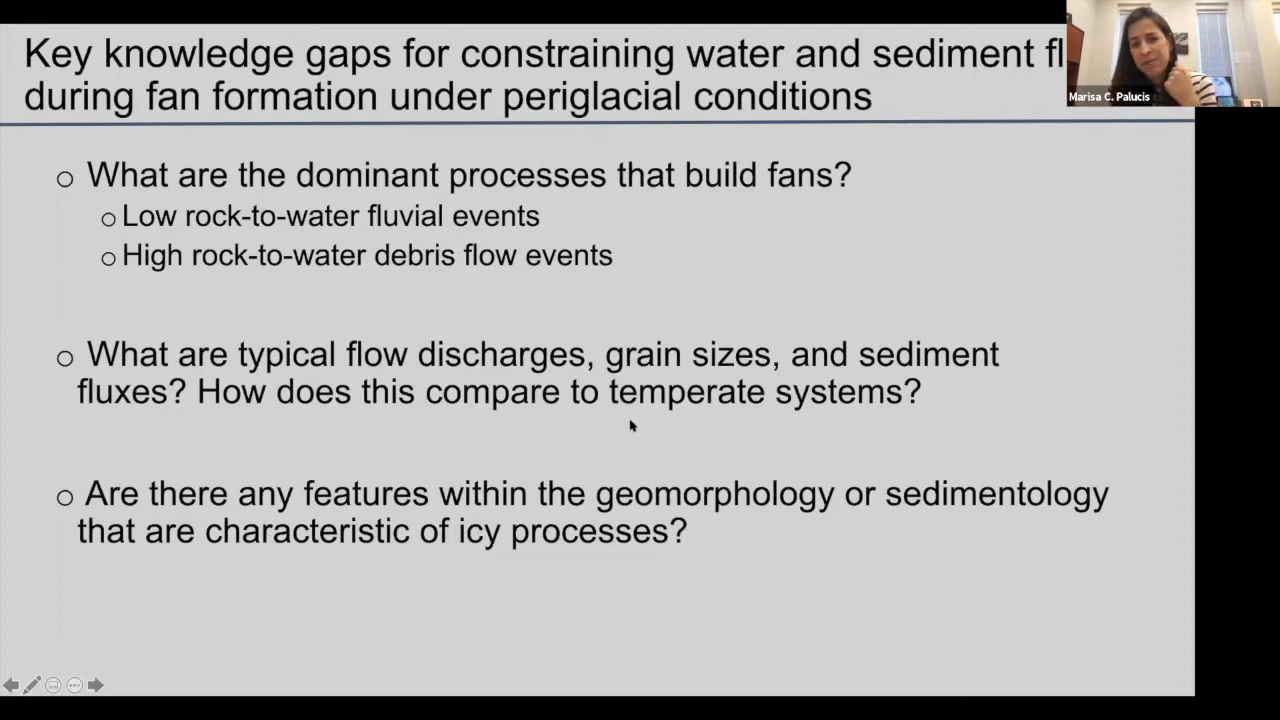 Key knowledge gaps for constraining water and sediment fl
during fan formation under periglacial conditions
Marisa C. Palucis
o What are the dominant processes that build fans?
o Low rock-to-water fluvial events
o High rock-to-water debris flow events
o What are typical flow discharges, grain sizes, and sediment
fluxes? How does this compare to temperate systems?
o Are there any features within the geomorphology or sedimentology
that are characteristic of icy processes?